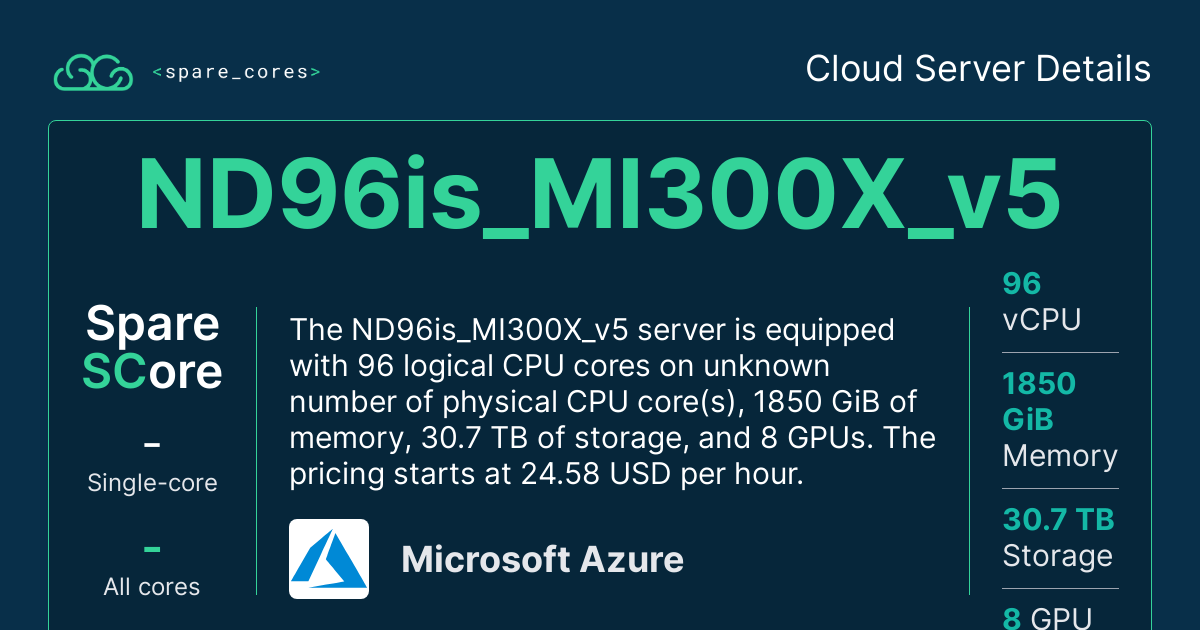 <spare_cores>
Cloud Server Details
ND96is_MI300X_v5
Spare
SCore
-
Single-core
-
All cores
The ND96is_MI300X_v5 server is equipped
with 96 logical CPU cores on unknown
number of physical CPU core(s), 1850 GiB of
memory, 30.7 TB of storage, and 8 GPUs. The
pricing starts at 24.58 USD per hour.
Microsoft Azure
96
vCPU
1850
GiB
Memory
30.7 TB
Storage
8 GPU